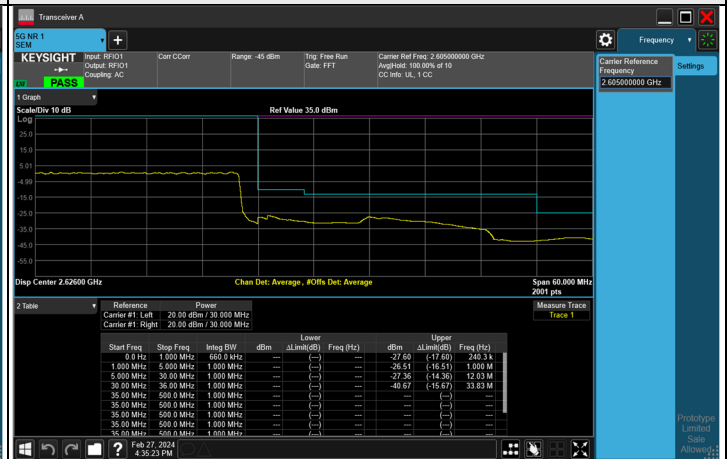 Transceiver A
5G NR 1
SEM
Frequency
KEYSIGHT
Input: RFIO1
Output: RFIO1
Coupling: AC
Corr CCorr
Range: -45 dBm
Trig: Free Run
Gate: FFT
Carrier Ref Freq: 2.605000000 GHz
Avg|Hold: 100.00% of 10
CC Info: UL, 1 CC
LXI
PASS
Carrier Reference
Frequency
2.605000000 GHz
Settings
1 Graph
Scale/Div 10 dB
Ref Value 35.0 dBm
Log
25.0
15.0
5.01
-4.99
-15.0
-25.0
-35.0
-45.0
-55.0
Disp Center 2.62600 GHz
Chan Det: Average, #Offs Det: Average
Span 60.000 MHz
2001 pts
2 Table
Reference Power
Carrier #1: Left 20.00 dBm / 30.000 MHz
Carrier #1: Right 20.00 dBm / 30.000 MHz
Measure Trace
Trace 1
Lower Upper
Start Freq Stop Freq Integ BW dBm ΔLimit(dB) Freq (Hz) dBm ΔLimit(dB) Freq (Hz)
0.0 Hz 1.000 MHz 660.0 kHz --- (---) --- -27.60 (-17.60) 240.3 k
1.000 MHz 5.000 MHz 1.000 MHz --- (---) --- -26.51 (-16.51) 1.000 M
5.000 MHz 30.00 MHz 1.000 MHz --- (---) --- -27.36 (-14.36) 12.03 M
30.00 MHz 36.00 MHz 1.000 MHz --- (---) --- -40.67 (-15.67) 33.83 M
35.00 MHz 500.0 MHz 1.000 MHz --- (---) --- --- (---) ---
35.00 MHz 500.0 MHz 1.000 MHz --- (---) --- --- (---) ---
35.00 MHz 500.0 MHz 1.000 MHz --- (---) --- --- (---) ---
35.00 MHz 500.0 MHz 1.000 MHz --- (---) --- --- (---) ---
35.00 MHz 500.0 MHz 1.000 MHz --- (---) --- --- (---) ---
Feb 27, 2024
4:35:23 PM
Prototype
Limited
Sale
Allowed